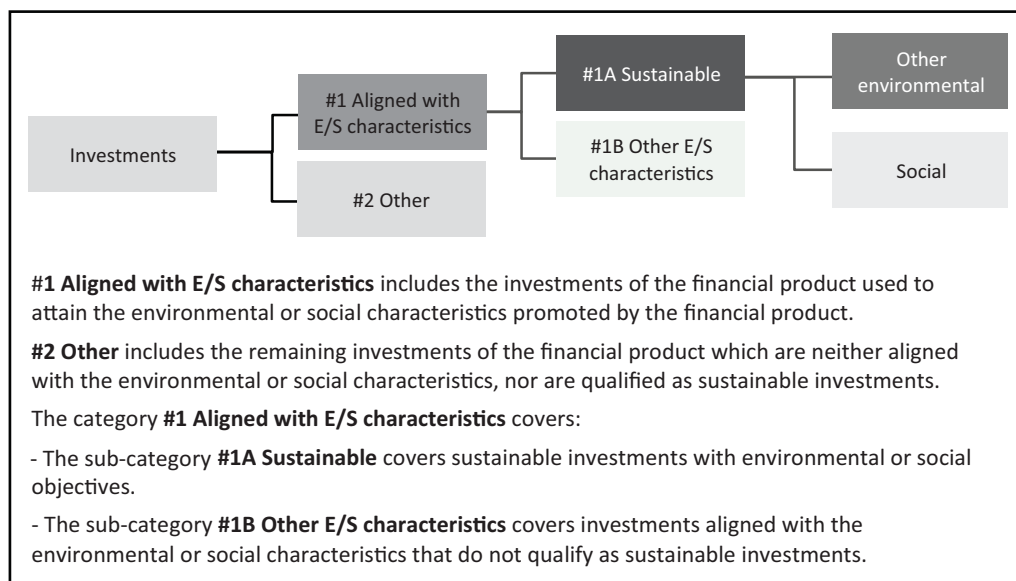 Investments
#1 Aligned with
E/S characteristics
#2 Other
#1A Sustainable
#1B Other E/S
characteristics
Other
environmental
Social
#1 Aligned with E/S characteristics includes the investments of the financial product used to
attain the environmental or social characteristics promoted by the financial product.
#2 Other includes the remaining investments of the financial product which are neither aligned
with the environmental or social characteristics, nor are qualified as sustainable investments.
The category #1 Aligned with E/S characteristics covers:
- The sub-category #1A Sustainable covers sustainable investments with environmental or social
objectives.
- The sub-category #1B Other E/S characteristics covers investments aligned with the
environmental or social characteristics that do not qualify as sustainable investments.